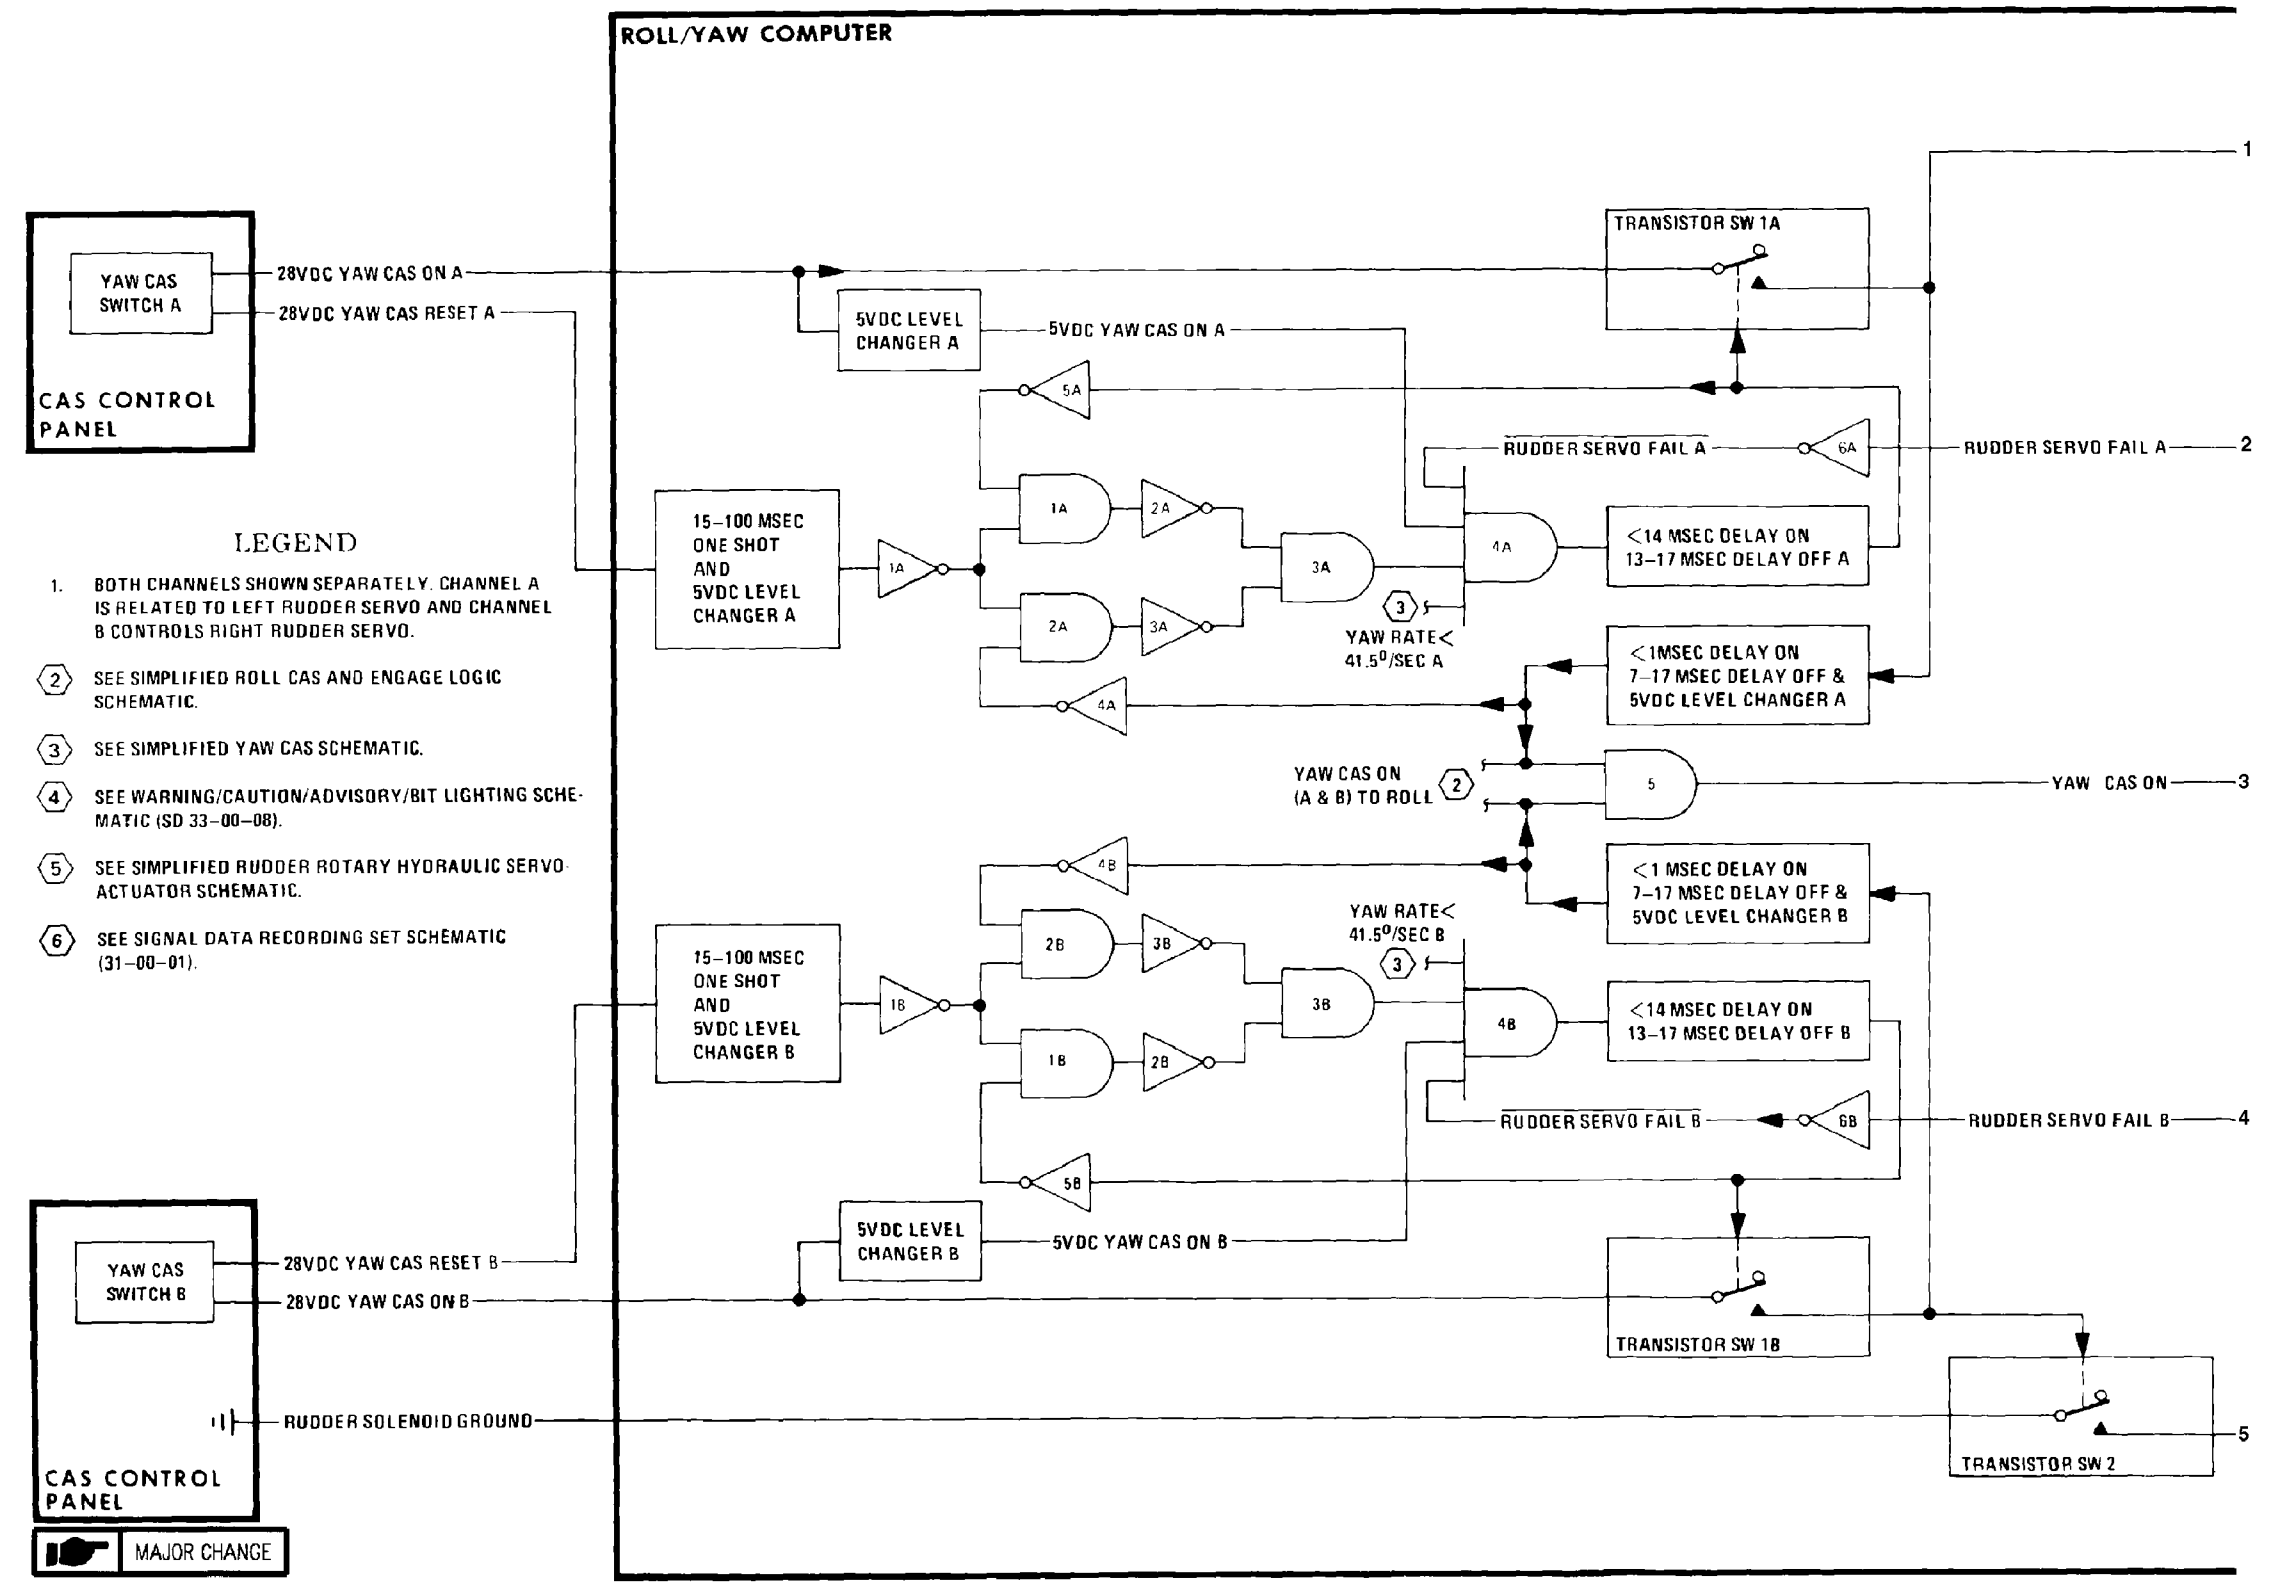 ROLL/YAW COMPUTER
1
TRANSISTOR SW 1A
YAW CAS
SWITCH A
28VDC YAW CAS ON A
28VDC YAW CAS RESET A
5VDC LEVEL
CHANGER A
5VDC YAW CAS ON A
CAS CONTROL
PANEL
5A
RUDDER SERVO FAIL A
6A
RUDDER SERVO FAIL A
2
15–100 MSEC
ONE SHOT
AND
5VDC LEVEL
CHANGER A
1A
1A
2A
2A
3A
3A
4A
<14 MSEC DELAY ON
13–17 MSEC DELAY OFF A
3
YAW RATE<
41.5⁰/SEC A
<1MSEC DELAY ON
7–17 MSEC DELAY OFF &
5VDC LEVEL CHANGER A
4A
LEGEND
1. BOTH CHANNELS SHOWN SEPARATELY. CHANNEL A
IS RELATED TO LEFT RUDDER SERVO AND CHANNEL
B CONTROLS RIGHT RUDDER SERVO.
2 SEE SIMPLIFIED ROLL CAS AND ENGAGE LOGIC
SCHEMATIC.
3 SEE SIMPLIFIED YAW CAS SCHEMATIC.
4 SEE WARNING/CAUTION/ADVISORY/BIT LIGHTING SCHE-
MATIC (SD 33–00–08).
5 SEE SIMPLIFIED RUDDER ROTARY HYDRAULIC SERVO-
ACTUATOR SCHEMATIC.
6 SEE SIGNAL DATA RECORDING SET SCHEMATIC
(31–00–01).
YAW CAS ON
(A & B) TO ROLL
2
5
YAW CAS ON
3
4B
<1 MSEC DELAY ON
7–17 MSEC DELAY OFF &
5VDC LEVEL CHANGER B
YAW RATE<
41.5⁰/SEC B
3
15–100 MSEC
ONE SHOT
AND
5VDC LEVEL
CHANGER B
1B
2B
3B
1B
2B
3B
4B
<14 MSEC DELAY ON
13–17 MSEC DELAY OFF B
RUDDER SERVO FAIL B
6B
RUDDER SERVO FAIL B
4
5B
5VDC LEVEL
CHANGER B
5VDC YAW CAS ON B
YAW CAS
SWITCH B
28VDC YAW CAS RESET B
28VDC YAW CAS ON B
TRANSISTOR SW 1B
RUDDER SOLENOID GROUND
5
TRANSISTOR SW 2
CAS CONTROL
PANEL
MAJOR CHANGE